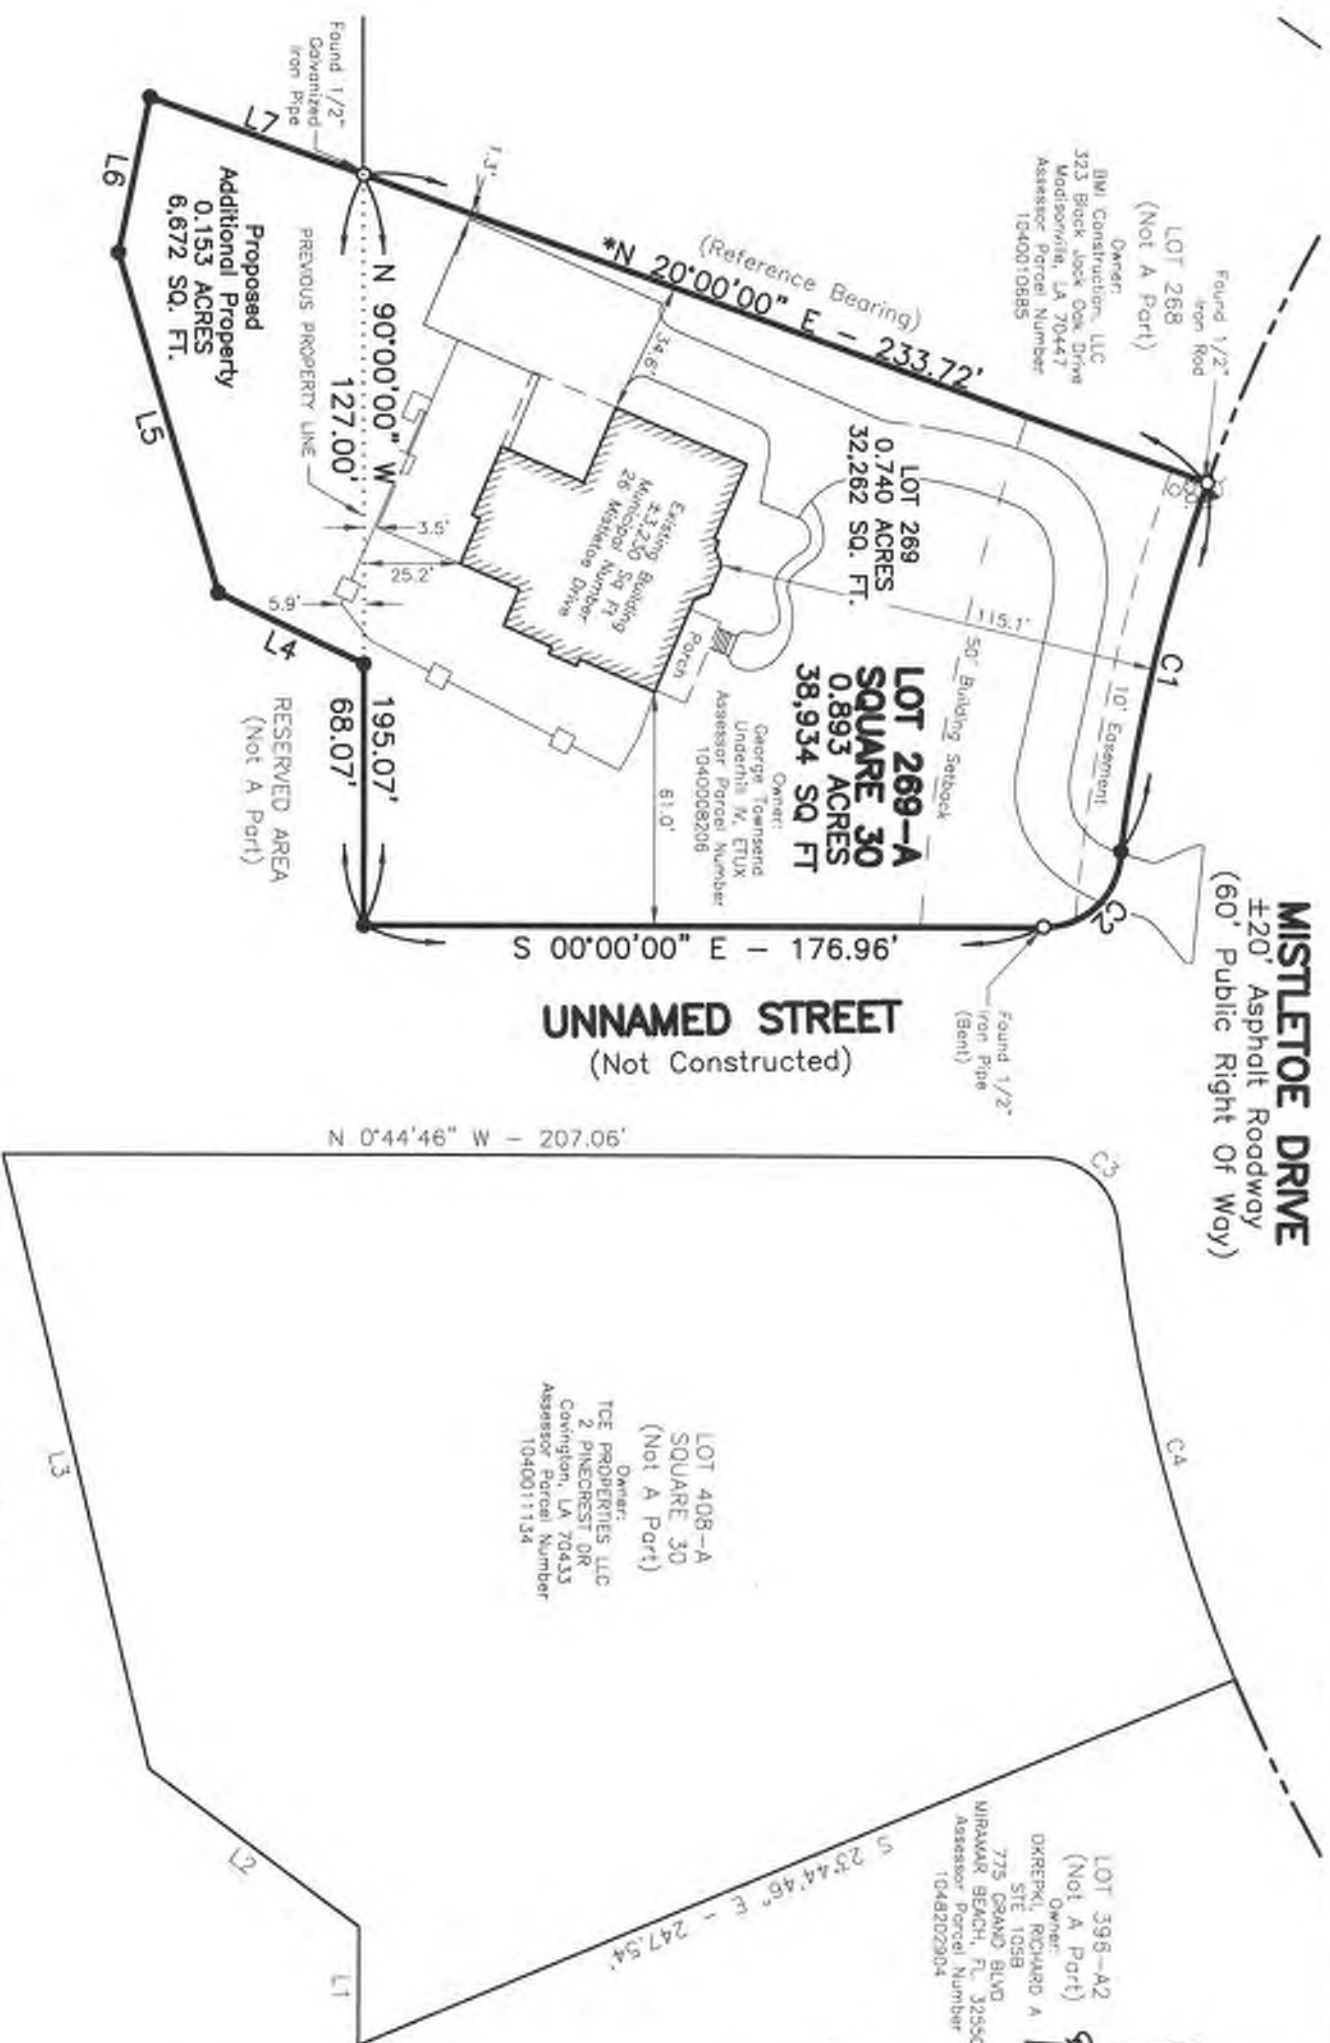 MISTLETOE DRIVE
±20' Asphalt Roadway
(60' Public Right Of Way)
Found 1/2"
Iron Rod
LOT 268
(Not A Part)
Owner:
BMI Construction, LLC
323 Black Jack Oak Drive
Madisonville, LA 70447
Assessor Parcel Number
1040010685
(Reference Bearing)
*N 20°00'00" E - 233.72'
C1
10' Easement
C2
115.1'
50' Building Setback
LOT 269
0.740 ACRES
32,262 SQ. FT.
LOT 269-A
SQUARE 30
0.893 ACRES
38,934 SQ FT
Owner:
George Townsend
Underhill IV, ETUX
Assessor Parcel Number
1040008206
Porch
Existing Building
±3,230 Sq Ft
Municipal Number
26 Mistletoe Drive
34.6'
7.3'
61.0'
3.5'
25.2'
5.9'
S 00°00'00" E - 176.96'
Found 1/2"
Iron Pipe
(Bent)
Found 1/2"
Galvanized
Iron Pipe
N 90°00'00" W
127.00'
195.07'
68.07'
PREVIOUS PROPERTY LINE
Proposed
Additional Property
0.153 ACRES
6,672 SQ. FT.
L7
L6
L5
L4
RESERVED AREA
(Not A Part)
UNNAMED STREET
(Not Constructed)
N 0°44'46" W - 207.06'
C3
C4
LOT 408-A
SQUARE 30
(Not A Part)
Owner:
TCE PROPERTIES LLC
2 PINECREST DR
Covington, LA 70433
Assessor Parcel Number
1040011134
L3
L2
L1
S 23°44'46" E - 247.54'
LOT 396-A2
(Not A Part)
Owner:
OKREPKI, RICHARD A
STE 105B
775 GRAND BLVD
MIRAMAR BEACH, FL 3255
Assessor Parcel Number
1048202904